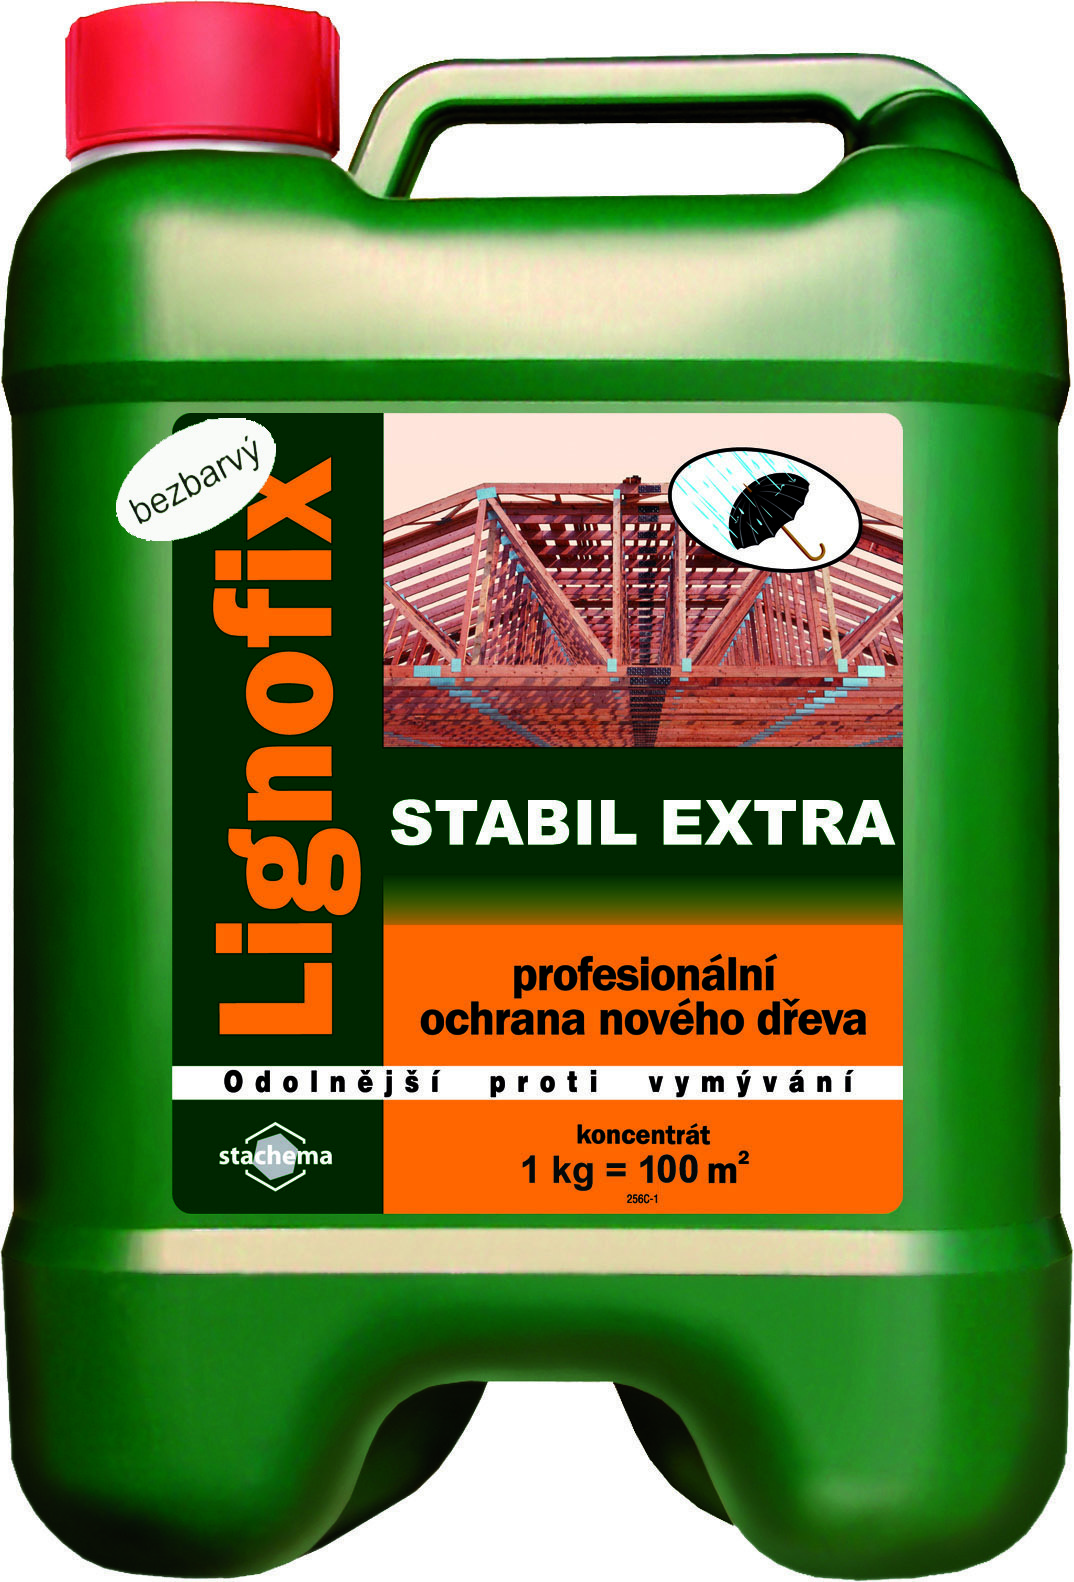 bezbarvý
Lignofix
STABIL EXTRA
profesionální
ochrana nového dřeva
Odolnější proti vymývání
stachema
koncentrát
1 kg = 100 m²
256C-1